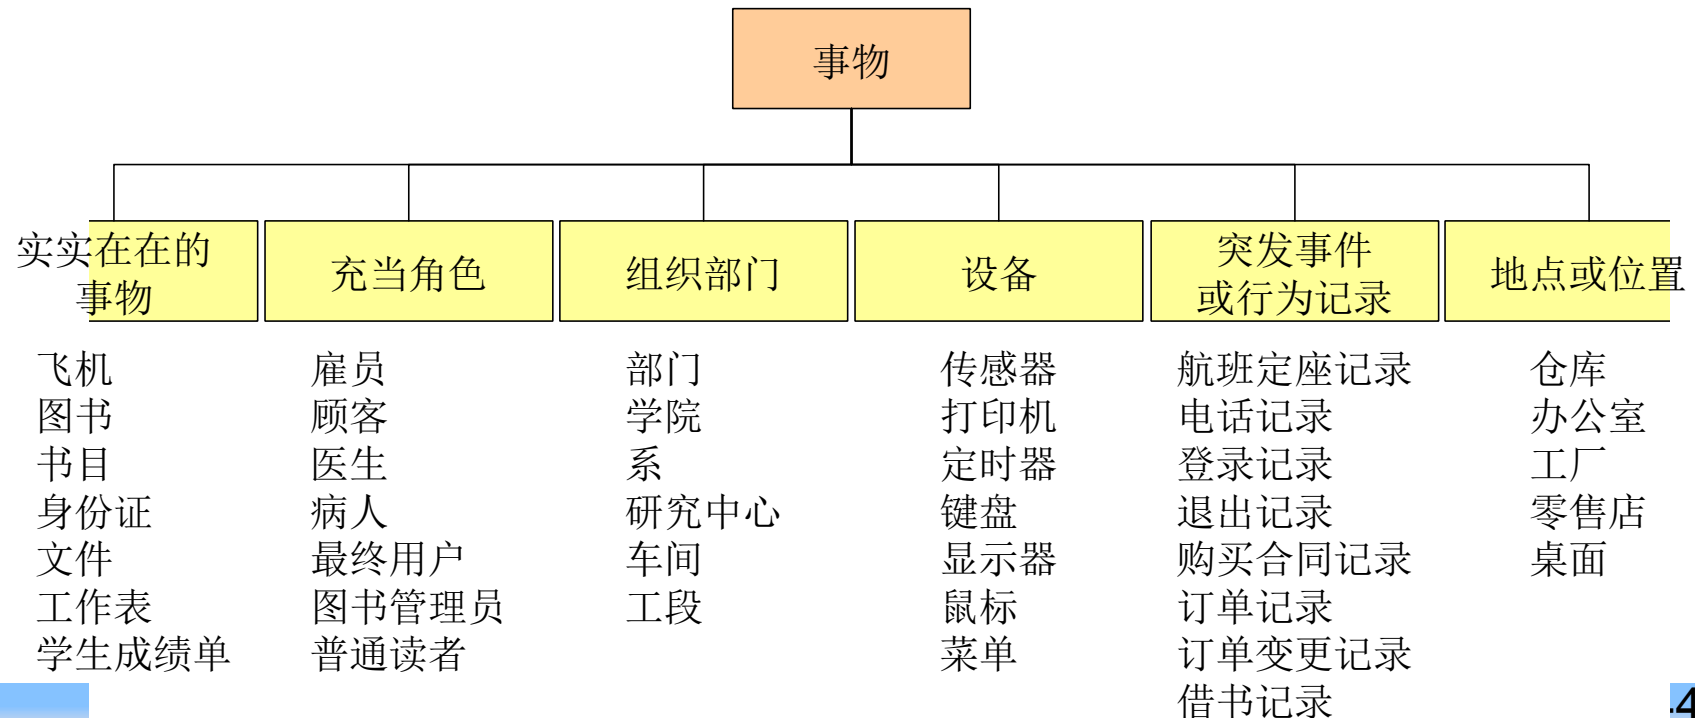 事物
实实在在的
事物
充当角色
组织部门
设备
突发事件
或行为记录
地点或位置
飞机
图书
书目
身份证
文件
工作表
学生成绩单
雇员
顾客
医生
病人
最终用户
图书管理员
普通读者
部门
学院
系
研究中心
车间
工段
传感器
打印机
定时器
键盘
显示器
鼠标
菜单
航班定座记录
电话记录
登录记录
退出记录
购买合同记录
订单记录
订单变更记录
借书记录
仓库
办公室
工厂
零售店
桌面